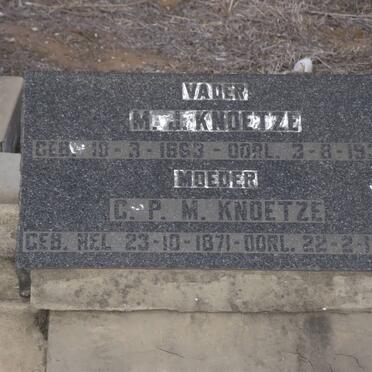 VADER
M. J. KNOETZE
GEB. 10-3-1863-OORL. 3-8-19
MOEDER
C. P. M. KNOETZE
GEB. NEL 23-10-1871-OORL. 22-2-1